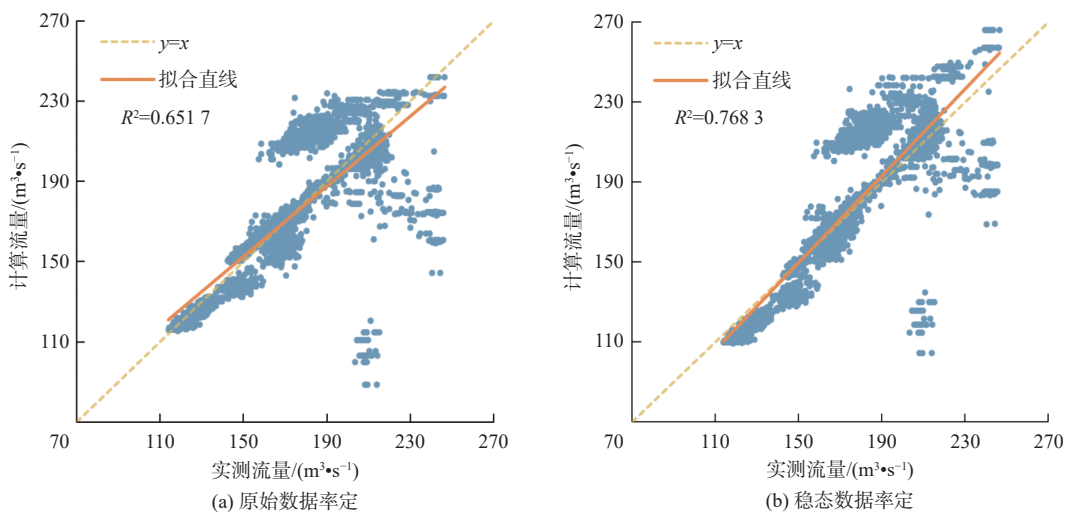 270
230
190
150
110
70
110
150
190
230
270
计算流量/(m³•s⁻¹)
y=x
拟合直线
R²=0.651 7
实测流量/(m³•s⁻¹)
(a) 原始数据率定
270
230
190
150
110
70
110
150
190
230
270
计算流量/(m³•s⁻¹)
y=x
拟合直线
R²=0.768 3
实测流量/(m³•s⁻¹)
(b) 稳态数据率定